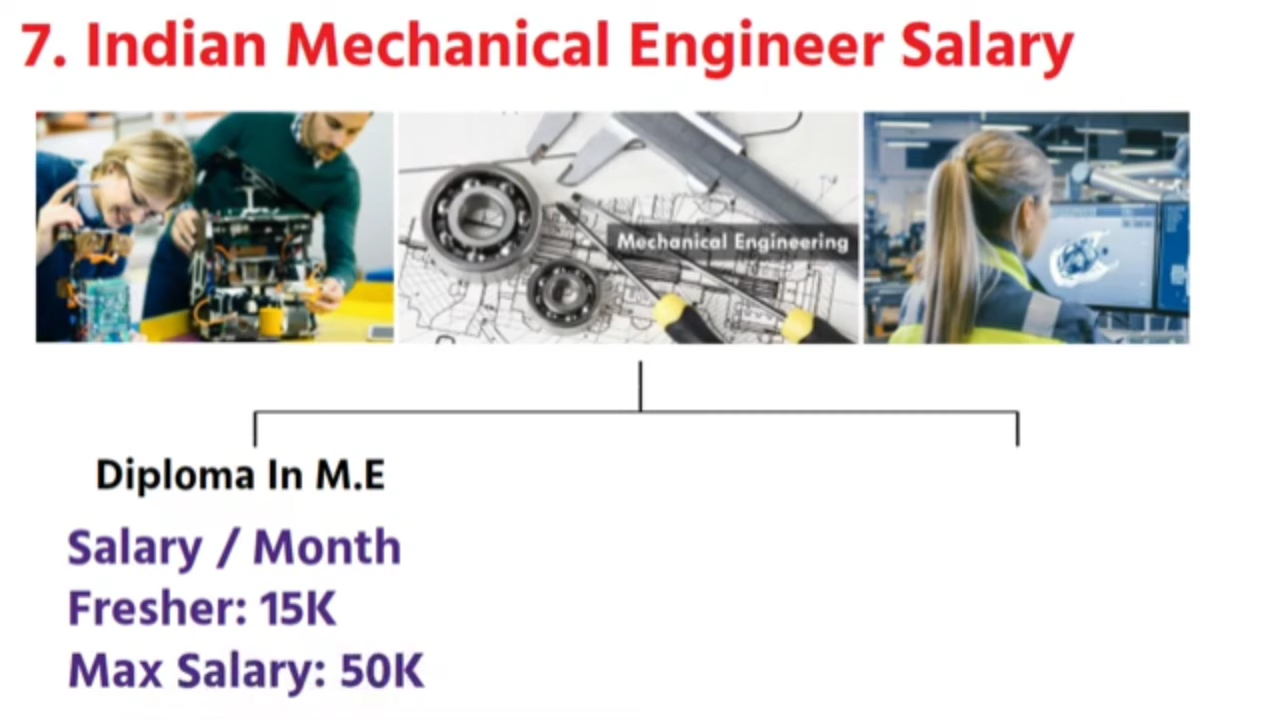 7. Indian Mechanical Engineer Salary
Mechanical Engineering
Diploma In M.E
Salary / Month
Fresher: 15K
Max Salary: 50K